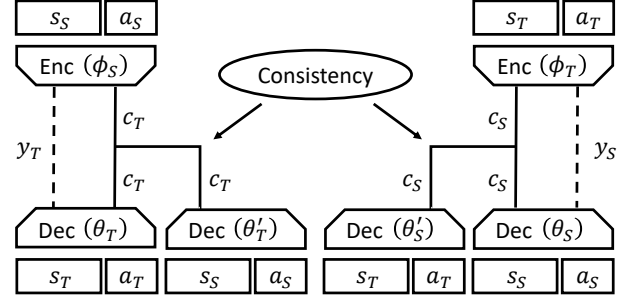 s_S a_S s_T a_T
Enc (ϕ_S) Consistency Enc (ϕ_T)
c_T c_S
y_T y_S
c_T c_T c_S c_S
Dec (θ_T) Dec (θ'_T) Dec (θ'_S) Dec (θ_S)
s_T a_T s_S a_S s_T a_T s_S a_S